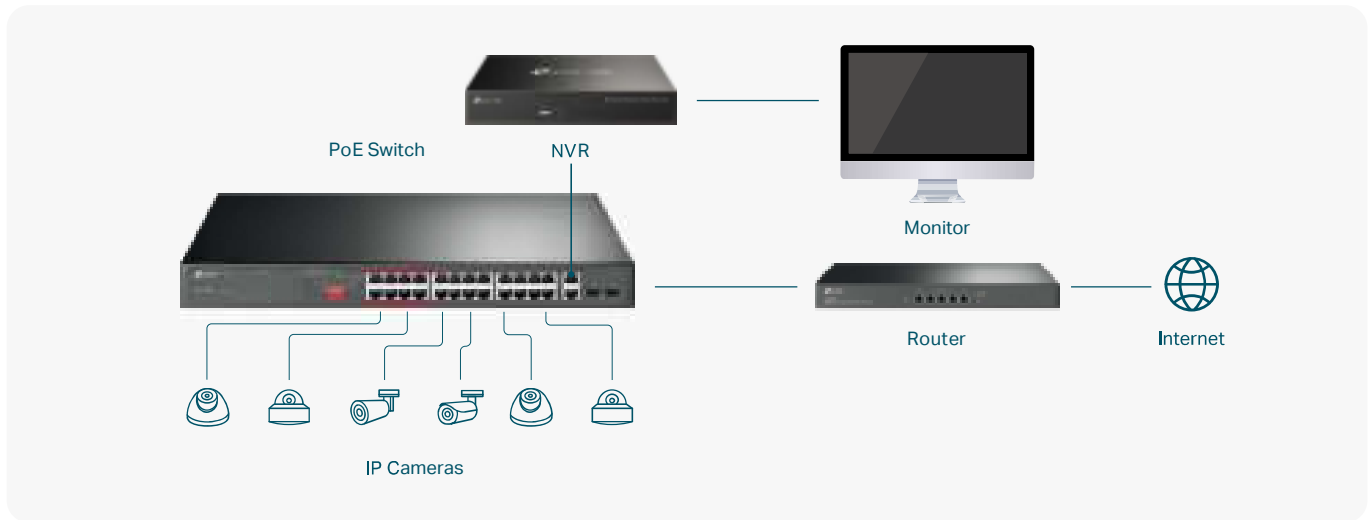 PoE Switch
NVR
Monitor
Router
Internet
IP Cameras